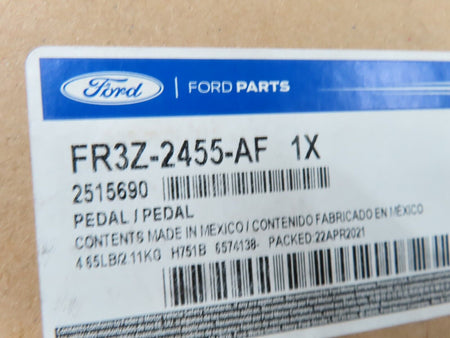 Ford | FORD PARTS
FR3Z-2455-AF 1X
2515690
PEDAL / PEDAL
CONTENTS MADE IN MEXICO / CONTENIDO FABRICADO EN MÉXICO
4.65LB/2.11KG H751B 6574138- PACKED:22APR2021